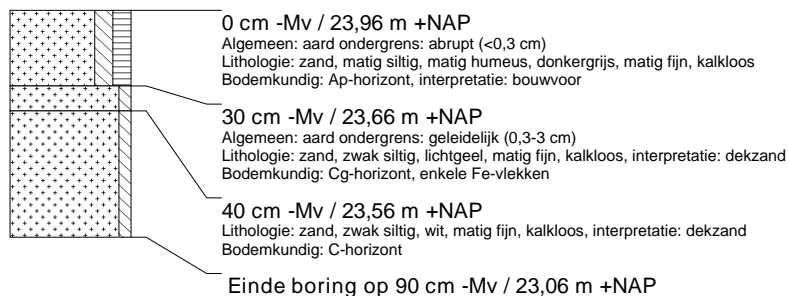 0 cm -Mv / 23,96 m +NAP
Algemeen: aard ondergrens: abrupt (<0,3 cm)
Lithologie: zand, matig siltig, matig humeus, donkergrijs, matig fijn, kalkloos
Bodemkundig: Ap-horizont, interpretatie: bouwvoor
30 cm -Mv / 23,66 m +NAP
Algemeen: aard ondergrens: geleidelijk (0,3-3 cm)
Lithologie: zand, zwak siltig, lichtgeel, matig fijn, kalkloos, interpretatie: dekzand
Bodemkundig: Cg-horizont, enkele Fe-vlekken
40 cm -Mv / 23,56 m +NAP
Lithologie: zand, zwak siltig, wit, matig fijn, kalkloos, interpretatie: dekzand
Bodemkundig: C-horizont
Einde boring op 90 cm -Mv / 23,06 m +NAP